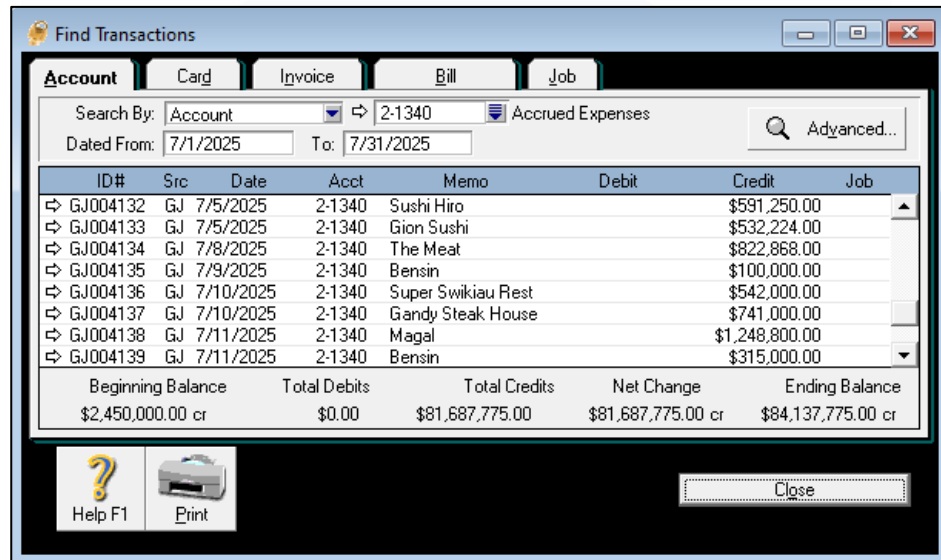 Find Transactions
Account Card Invoice Bill Job
Search By: Account 2-1340 Accrued Expenses
Advanced...
Dated From: 7/1/2025 To: 7/31/2025
ID# Src Date Acct Memo Debit Credit Job
GJ004132 GJ 7/5/2025 2-1340 Sushi Hiro $591,250.00
GJ004133 GJ 7/5/2025 2-1340 Gion Sushi $532,224.00
GJ004134 GJ 7/8/2025 2-1340 The Meat $822,868.00
GJ004135 GJ 7/9/2025 2-1340 Bensin $100,000.00
GJ004136 GJ 7/10/2025 2-1340 Super Swikiau Rest $542,000.00
GJ004137 GJ 7/10/2025 2-1340 Gandy Steak House $741,000.00
GJ004138 GJ 7/11/2025 2-1340 Magal $1,248,800.00
GJ004139 GJ 7/11/2025 2-1340 Bensin $315,000.00
Beginning Balance Total Debits Total Credits Net Change Ending Balance
$2,450,000.00 cr $0.00 $81,687,775.00 $81,687,775.00 cr $84,137,775.00 cr
Help F1 Print
Close